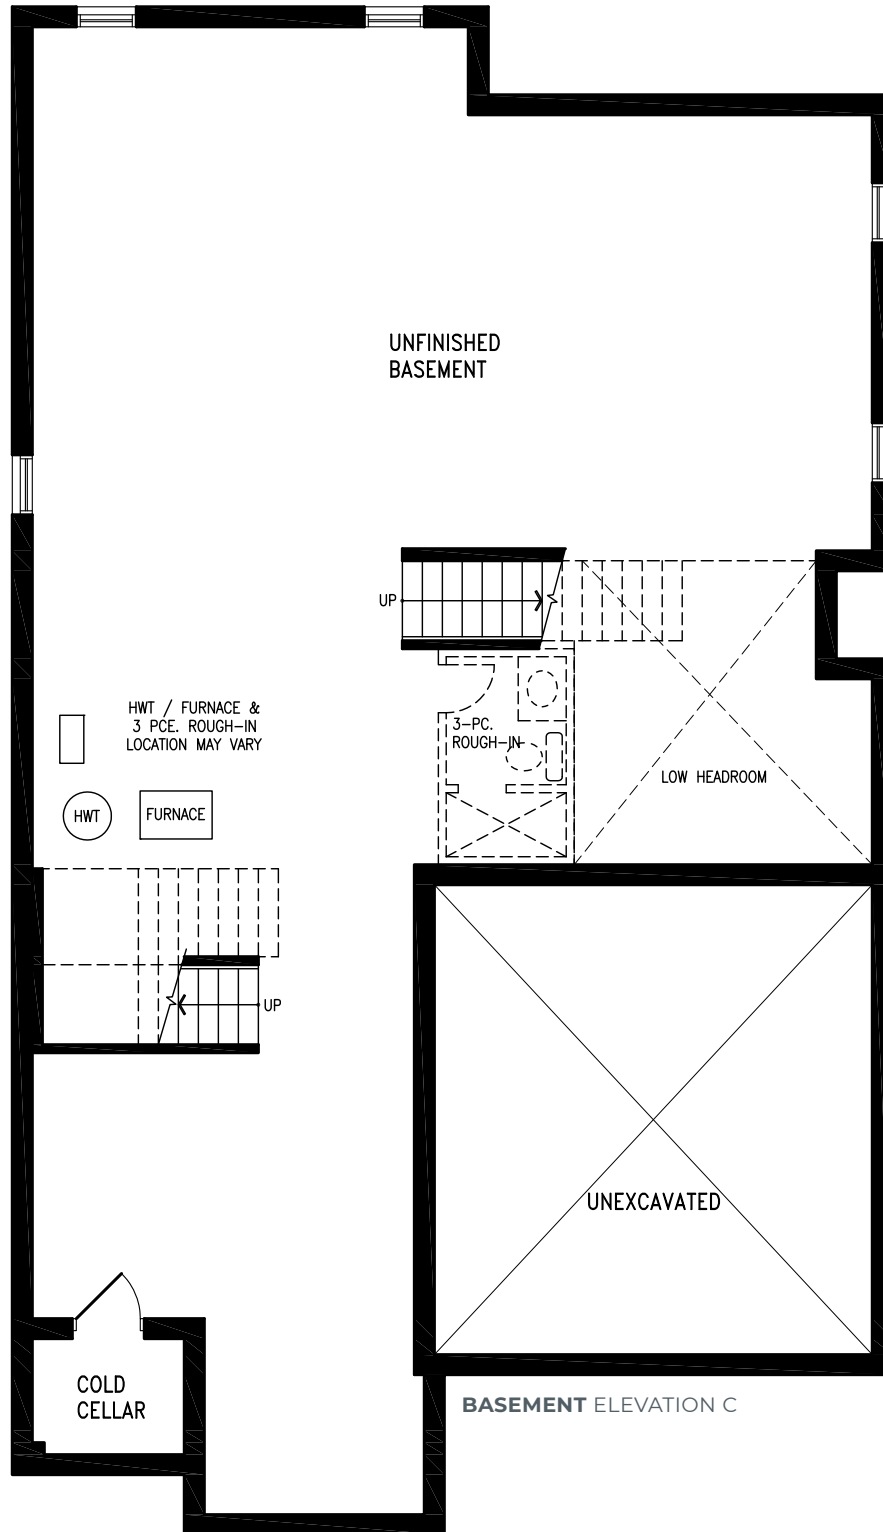 UNFINISHED
BASEMENT
UP
HWT / FURNACE &
3 PCE. ROUGH-IN
LOCATION MAY VARY
3-PC.
ROUGH-IN
LOW HEADROOM
HWT
FURNACE
UP
UNEXCAVATED
COLD
CELLAR
BASEMENT ELEVATION C